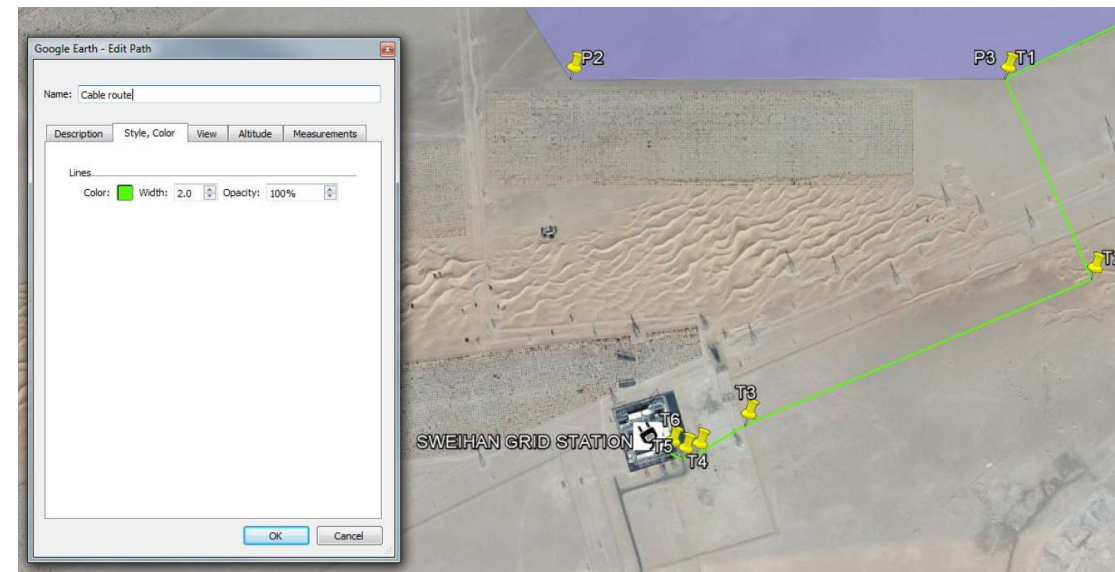 Google Earth - Edit Path
Name: Cable route
Description Style, Color View Altitude Measurements
Lines
Color: Width: 2.0 Opacity: 100%
OK Cancel
P2
P3 T1
T2
T3
T6
SWEIHAN GRID STATION T5
T4